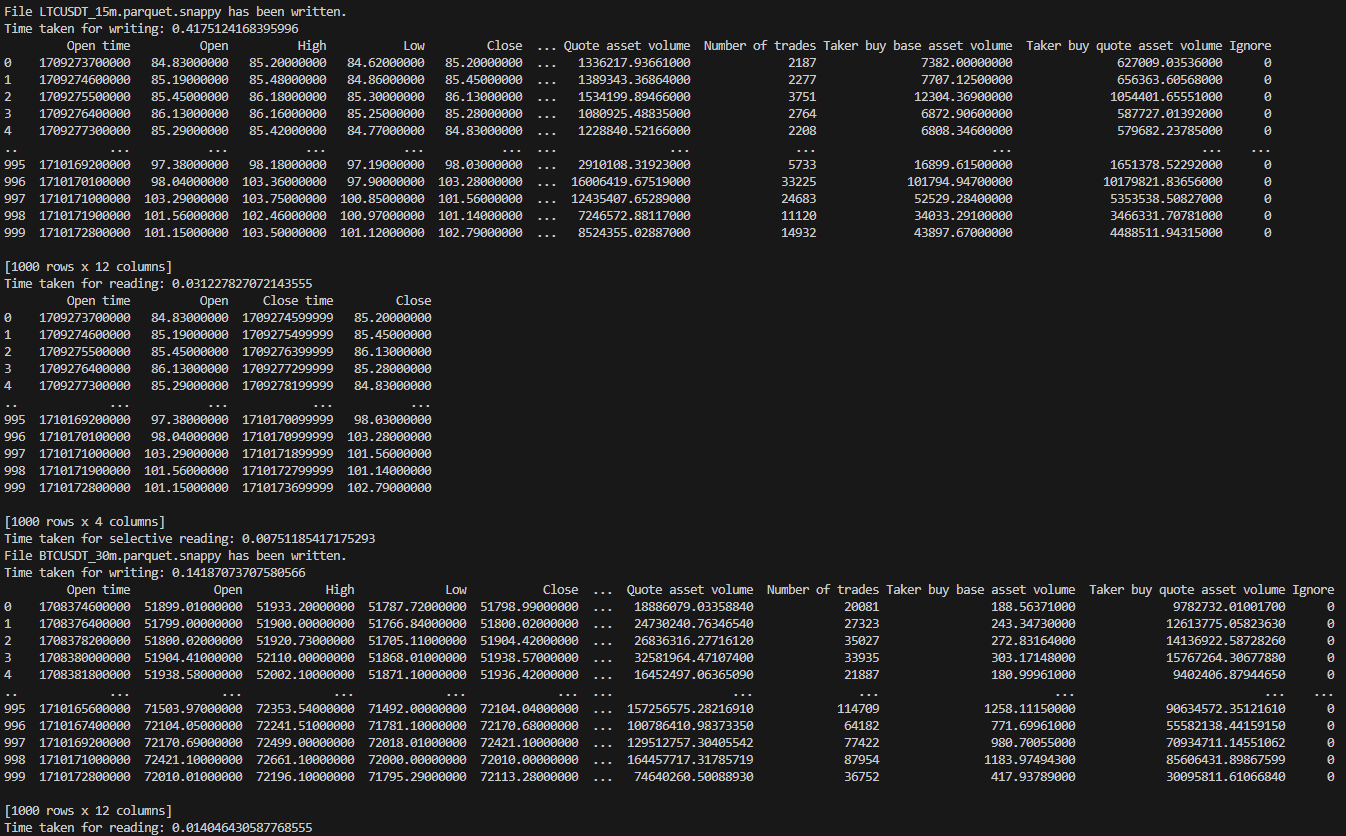 File LTCUSDT_15m.parquet.snappy has been written.
Time taken for writing: 0.4175124168395996
Open time Open High Low Close ... Quote asset volume Number of trades Taker buy base asset volume Taker buy quote asset volume Ignore
0 1709273700000 84.83000000 85.20000000 84.62000000 85.20000000 ... 1336217.93661000 2187 7382.00000000 627009.03536000 0
1 1709274600000 85.19000000 85.48000000 84.86000000 85.45000000 ... 1389343.36864000 2277 7707.12500000 656363.60568000 0
2 1709275500000 85.45000000 86.18000000 85.30000000 86.13000000 ... 1534199.89466000 3751 12304.36900000 1054401.65551000 0
3 1709276400000 86.13000000 86.16000000 85.25000000 85.28000000 ... 1080925.48835000 2764 6872.90600000 587727.01392000 0
4 1709277300000 85.29000000 85.42000000 84.77000000 84.83000000 ... 1228840.52166000 2208 6808.34600000 579682.23785000 0
.. ... ... ... ... ... ... ... ... ... ... ...
995 1710169200000 97.38000000 98.18000000 97.19000000 98.03000000 ... 2910108.31923000 5733 16899.61500000 1651378.52292000 0
996 1710170100000 98.04000000 103.36000000 97.90000000 103.28000000 ... 16006419.67519000 33225 101794.94700000 10179821.83656000 0
997 1710171000000 103.29000000 103.75000000 100.85000000 101.56000000 ... 12435407.65289000 24683 52529.28400000 5353538.50827000 0
998 1710171900000 101.56000000 102.46000000 100.97000000 101.14000000 ... 7246572.88117000 11120 34033.29100000 3466331.70781000 0
999 1710172800000 101.15000000 103.50000000 101.12000000 102.79000000 ... 8524355.02887000 14932 43897.67000000 4488511.94315000 0
[1000 rows x 12 columns]
Time taken for reading: 0.031227827072143555
Open time Open Close time Close
0 1709273700000 84.83000000 1709274599999 85.20000000
1 1709274600000 85.19000000 1709275499999 85.45000000
2 1709275500000 85.45000000 1709276399999 86.13000000
3 1709276400000 86.13000000 1709277299999 85.28000000
4 1709277300000 85.29000000 1709278199999 84.83000000
.. ... ... ... ...
995 1710169200000 97.38000000 1710170099999 98.03000000
996 1710170100000 98.04000000 1710170999999 103.28000000
997 1710171000000 103.29000000 1710171899999 101.56000000
998 1710171900000 101.56000000 1710172799999 101.14000000
999 1710172800000 101.15000000 1710173699999 102.79000000
[1000 rows x 4 columns]
Time taken for selective reading: 0.00751185417175293
File BTCUSDT_30m.parquet.snappy has been written.
Time taken for writing: 0.14187073707580566
Open time Open High Low Close ... Quote asset volume Number of trades Taker buy base asset volume Taker buy quote asset volume Ignore
0 1708374600000 51899.01000000 51933.20000000 51787.72000000 51798.99000000 ... 18886079.03358840 20081 188.56371000 9782732.01001700 0
1 1708376400000 51799.00000000 51900.00000000 51766.84000000 51800.02000000 ... 24730240.76346540 27323 243.34730000 12613775.05823630 0
2 1708378200000 51800.02000000 51920.73000000 51705.11000000 51904.42000000 ... 26836316.27716120 35027 272.83164000 14136922.58728260 0
3 1708380000000 51904.41000000 52110.00000000 51868.01000000 51938.57000000 ... 32581964.47107400 33935 303.17148000 15767264.30677880 0
4 1708381800000 51938.58000000 52002.10000000 51871.10000000 51936.42000000 ... 16452497.06365090 21887 180.99961000 9402406.87944650 0
.. ... ... ... ... ... ... ... ... ... ... ...
995 1710165600000 71503.97000000 72353.54000000 71492.00000000 72104.04000000 ... 157256575.28216910 114709 1258.11150000 90634572.35121610 0
996 1710167400000 72104.05000000 72241.51000000 71781.10000000 72170.68000000 ... 100786410.98373350 64182 771.69961000 55582138.44159150 0
997 1710169200000 72170.69000000 72499.00000000 72018.01000000 72421.10000000 ... 129512757.30405542 77422 980.70055000 70934711.14551062 0
998 1710171000000 72421.10000000 72661.10000000 72000.00000000 72010.00000000 ... 164457717.31785719 87954 1183.97494300 85606431.89867599 0
999 1710172800000 72010.01000000 72196.10000000 71795.29000000 72113.28000000 ... 74640260.50088930 36752 417.93789000 30095811.61066840 0
[1000 rows x 12 columns]
Time taken for reading: 0.014046430587768555